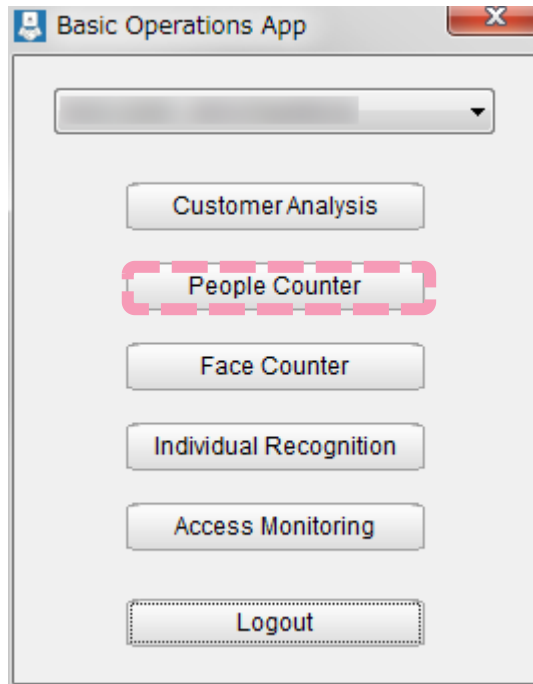 Basic Operations App
Customer Analysis
People Counter
Face Counter
Individual Recognition
Access Monitoring
Logout